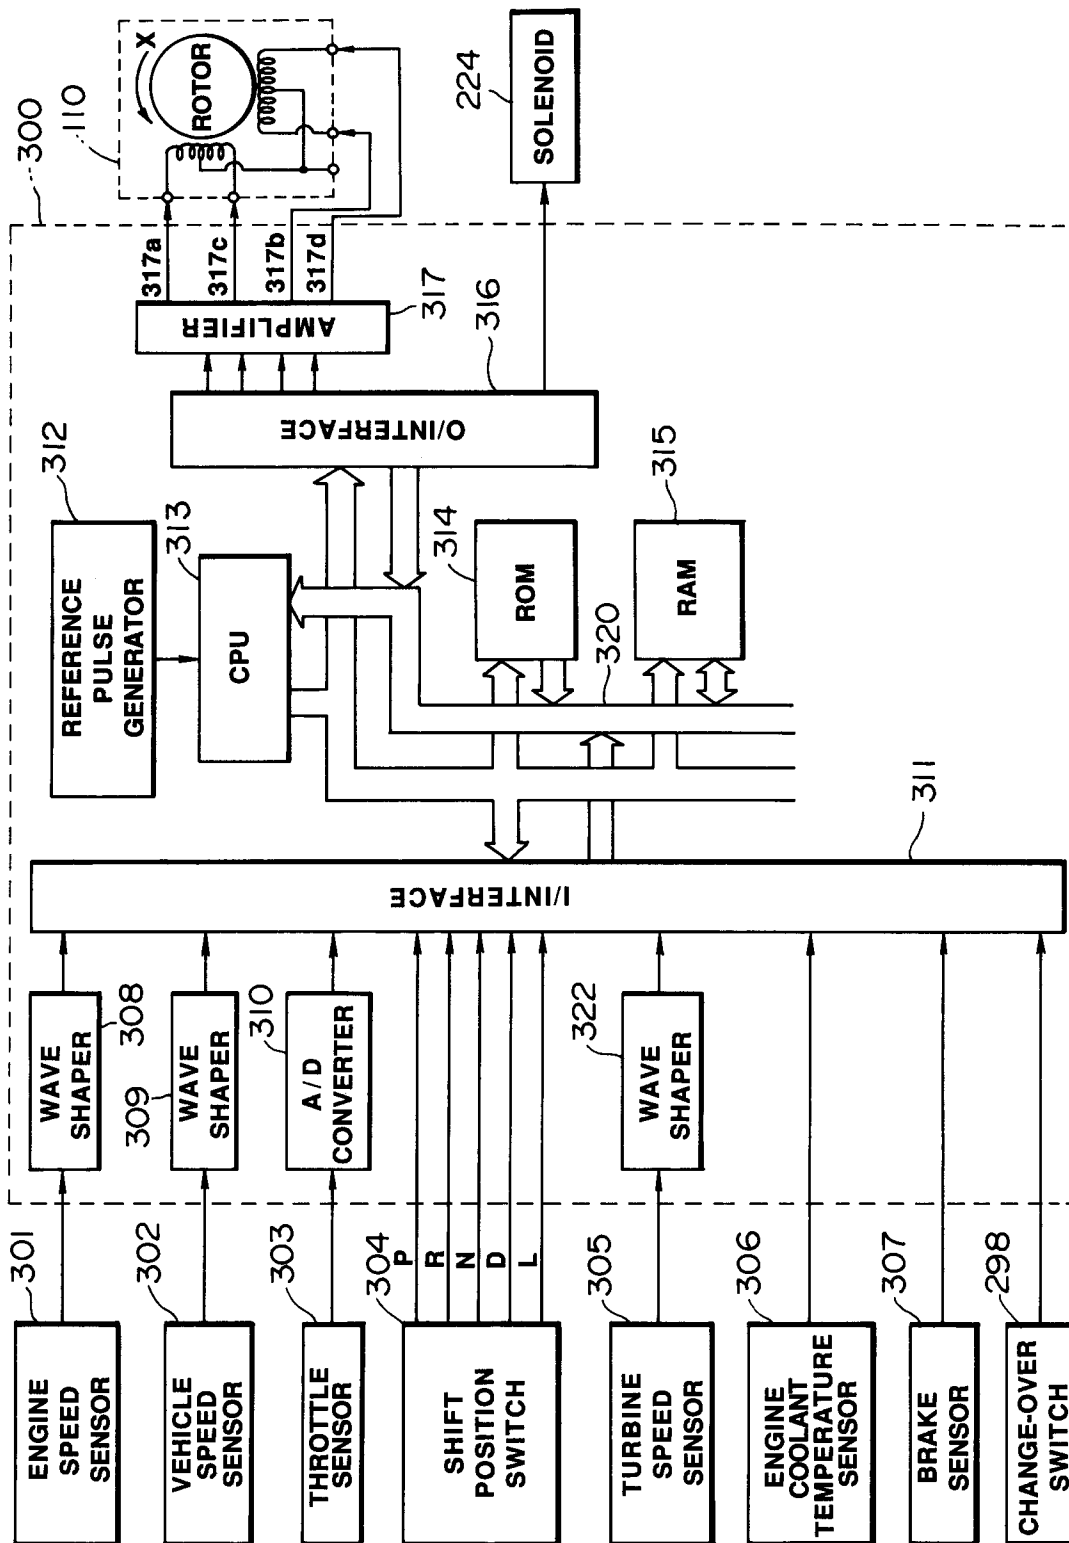 301
ENGINE
SPEED
SENSOR
302
VEHICLE
SPEED
SENSOR
303
THROTTLE
SENSOR
304
SHIFT
POSITION
SWITCH
P
R
N
D
L
305
TURBINE
SPEED
SENSOR
306
ENGINE
COOLANT
TEMPERATURE
SENSOR
307
BRAKE
SENSOR
298
CHANGE-OVER
SWITCH
WAVE
SHAPER
308
WAVE
SHAPER
309
A/D
CONVERTER
310
WAVE
SHAPER
322
I/INTERFACE
311
REFERENCE
PULSE
GENERATOR
312
CPU
313
ROM
314
RAM
315
320
O/INTERFACE
316
AMPLIFIER
317
317a
317c
317b
317d
300
110
ROTOR
X
SOLENOID
224